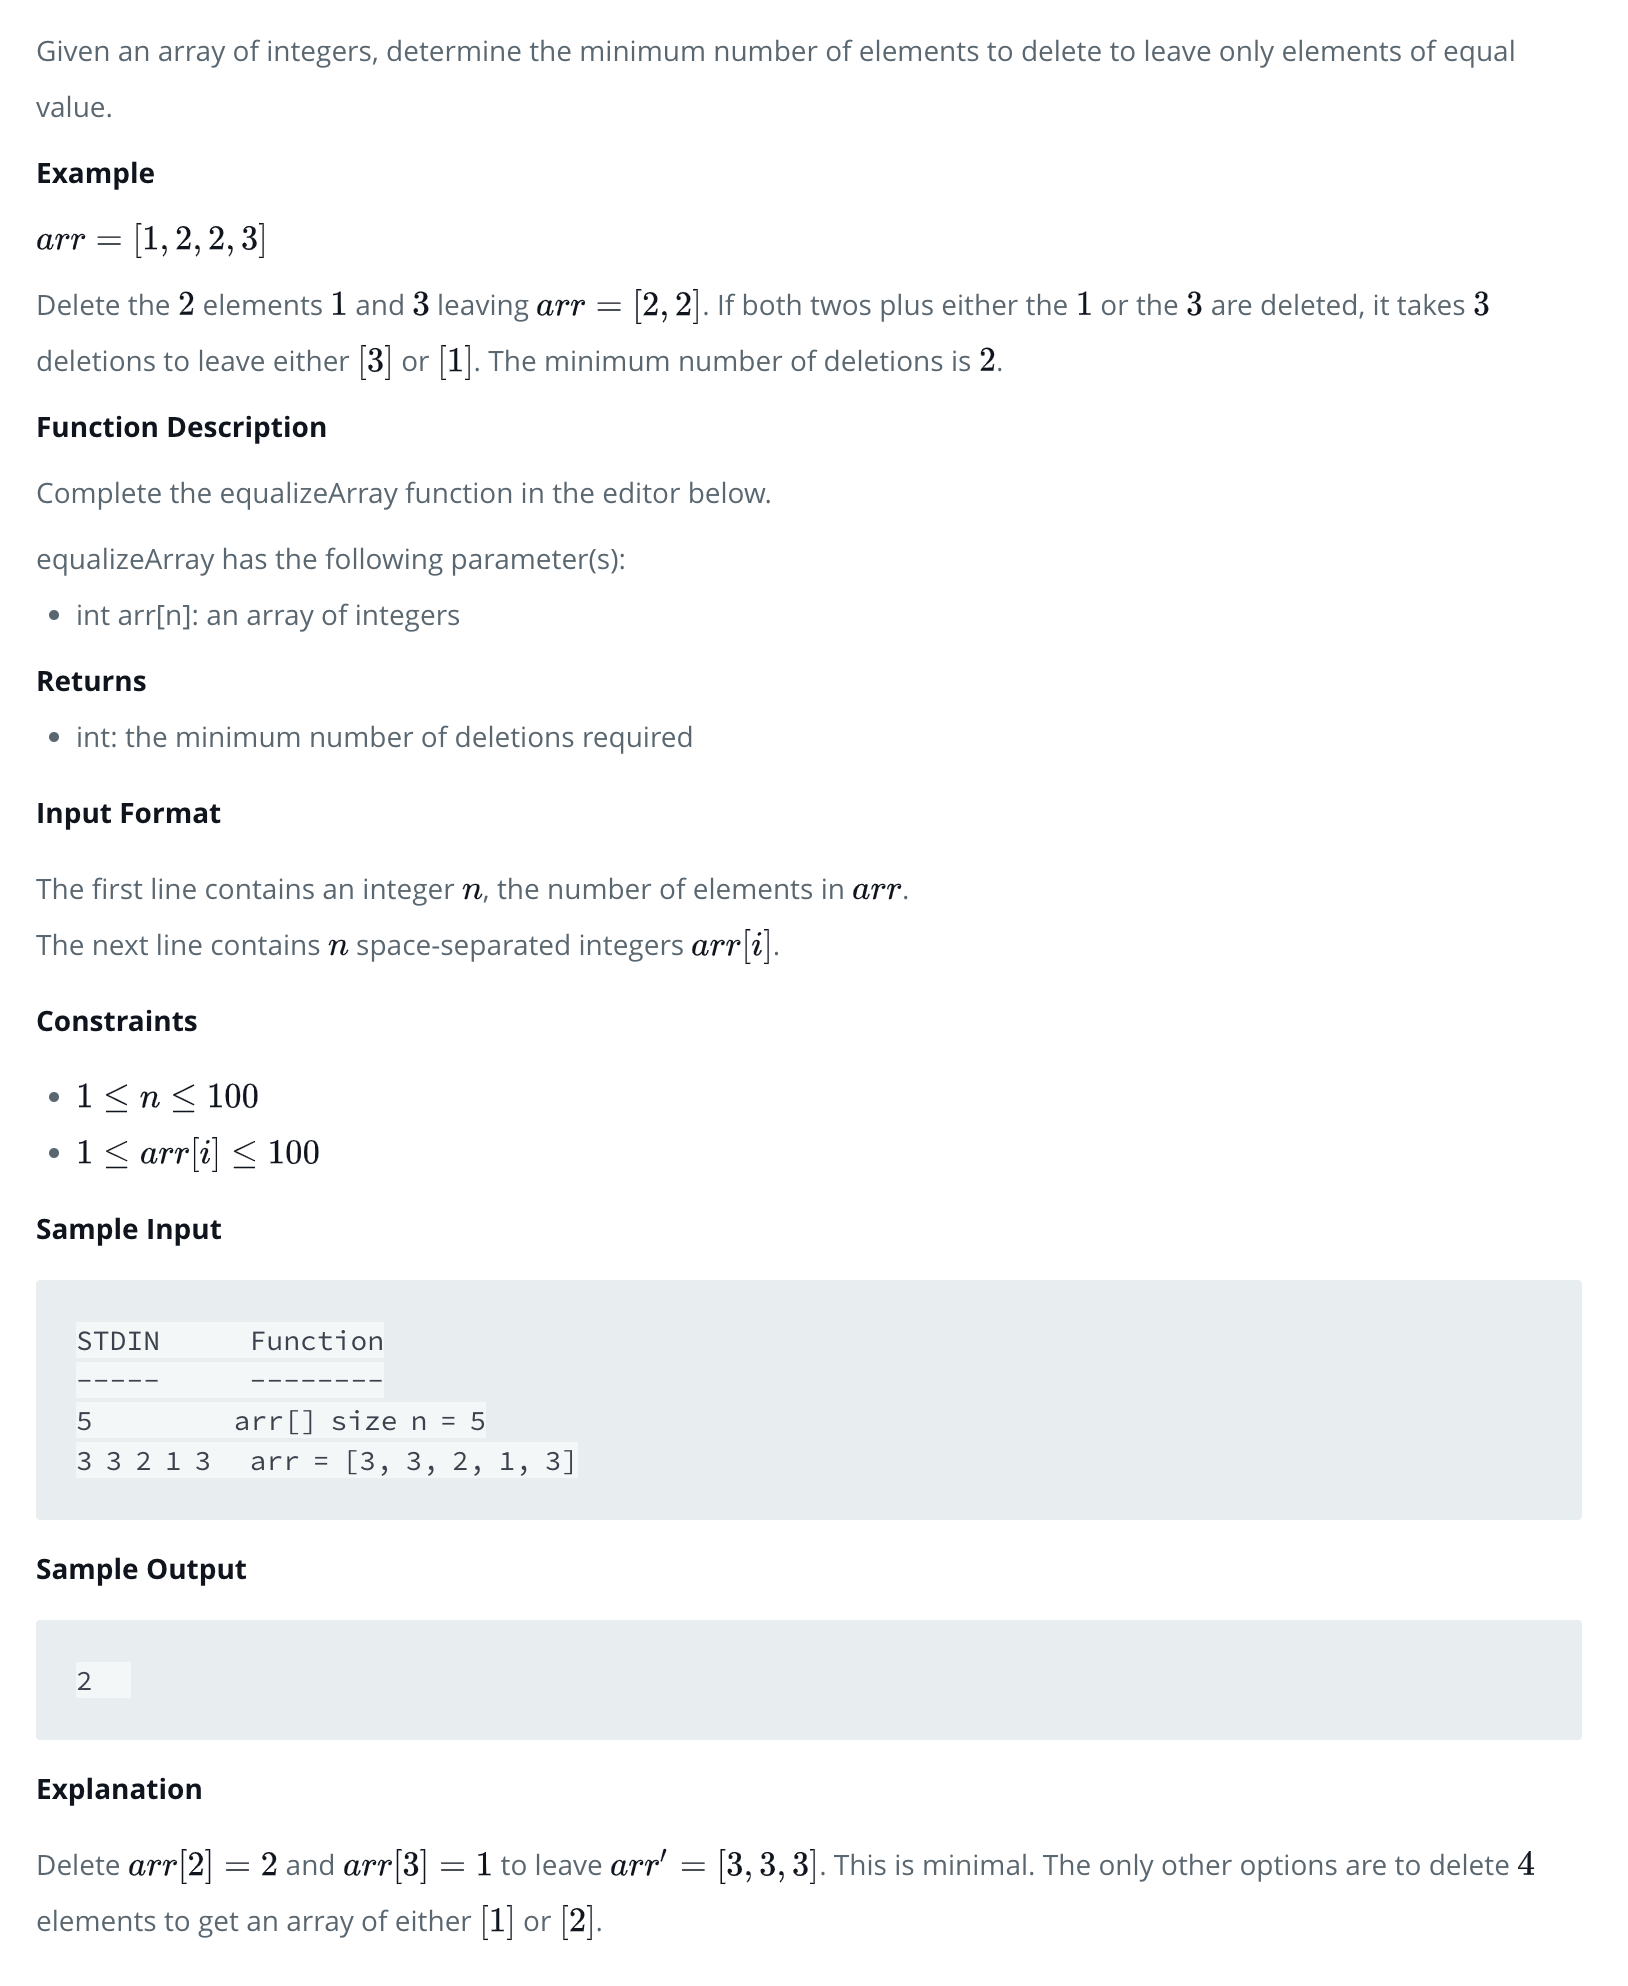 Given an array of integers, determine the minimum number of elements to delete to leave only elements of equal
value.
Example
arr = [1, 2, 2, 3]
Delete the 2 elements 1 and 3 leaving arr = [2, 2]. If both twos plus either the 1 or the 3 are deleted, it takes 3
deletions to leave either [3] or [1]. The minimum number of deletions is 2.
Function Description
Complete the equalizeArray function in the editor below.
equalizeArray has the following parameter(s):
• int arr[n]: an array of integers
Returns
• int: the minimum number of deletions required
Input Format
The first line contains an integer n, the number of elements in arr.
The next line contains n space-separated integers arr[i].
Constraints
• 1 ≤ n ≤ 100
• 1 ≤ arr[i] ≤ 100
Sample Input
STDIN      Function
-----      --------
5         arr[] size n = 5
3 3 2 1 3  arr = [3, 3, 2, 1, 3]
Sample Output
2
Explanation
Delete arr[2] = 2 and arr[3] = 1 to leave arr′ = [3, 3, 3]. This is minimal. The only other options are to delete 4
elements to get an array of either [1] or [2].